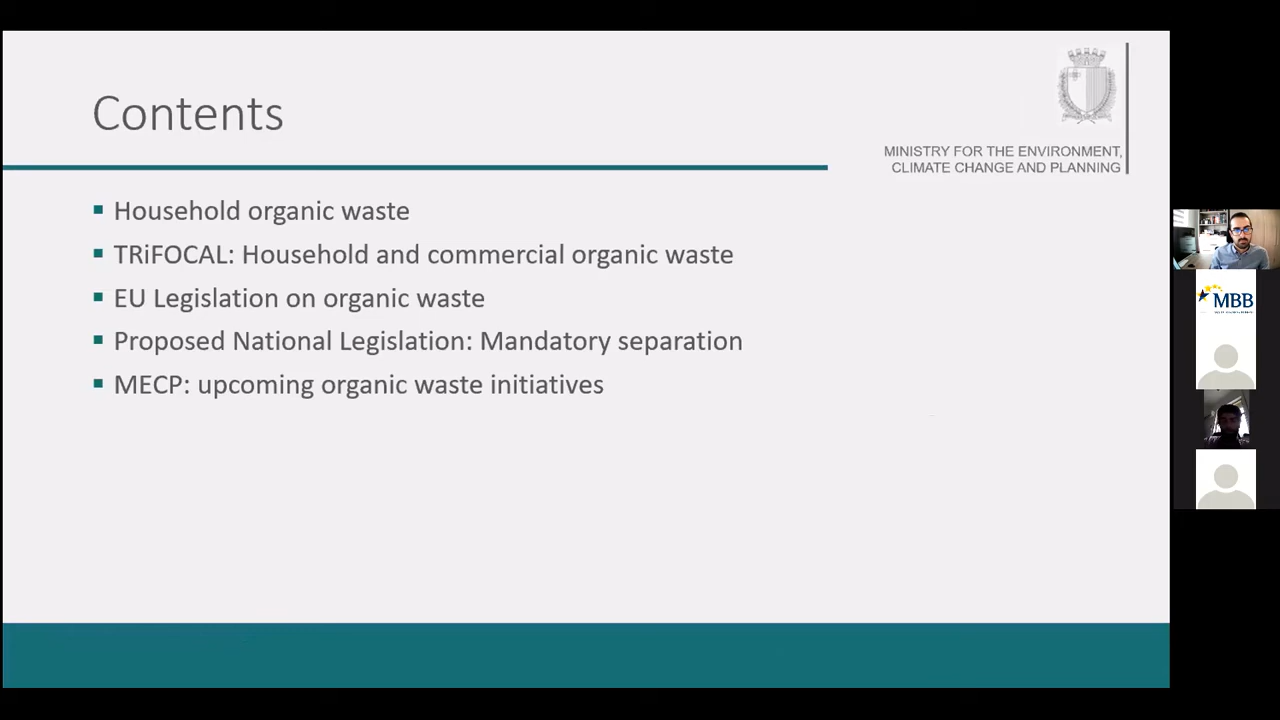 Contents
MINISTRY FOR THE ENVIRONMENT,
CLIMATE CHANGE AND PLANNING
Household organic waste
TRiFOCAL: Household and commercial organic waste
EU Legislation on organic waste
Proposed National Legislation: Mandatory separation
MECP: upcoming organic waste initiatives
MBB